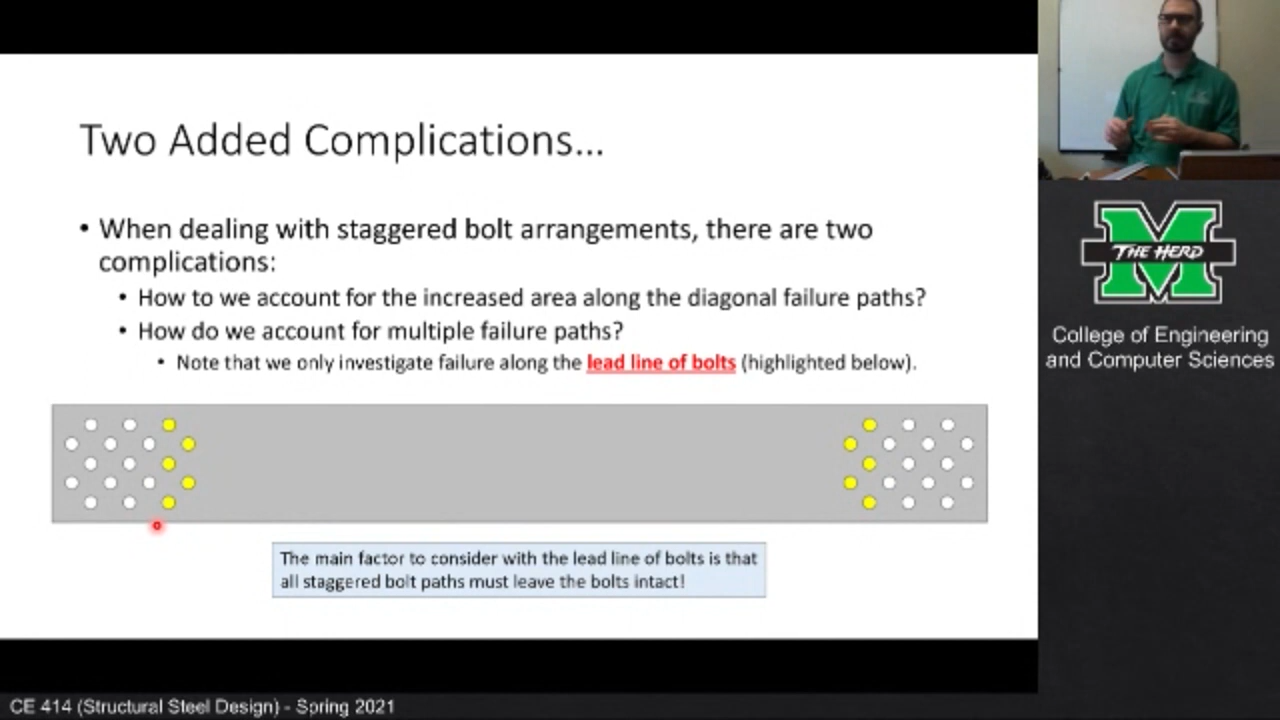 Two Added Complications...
• When dealing with staggered bolt arrangements, there are two
complications:
• How to we account for the increased area along the diagonal failure paths?
• How do we account for multiple failure paths?
• Note that we only investigate failure along the lead line of bolts (highlighted below).
The main factor to consider with the lead line of bolts is that
all staggered bolt paths must leave the bolts intact!
THE HERD
College of Engineering
and Computer Sciences
CE 414 (Structural Steel Design) - Spring 2021